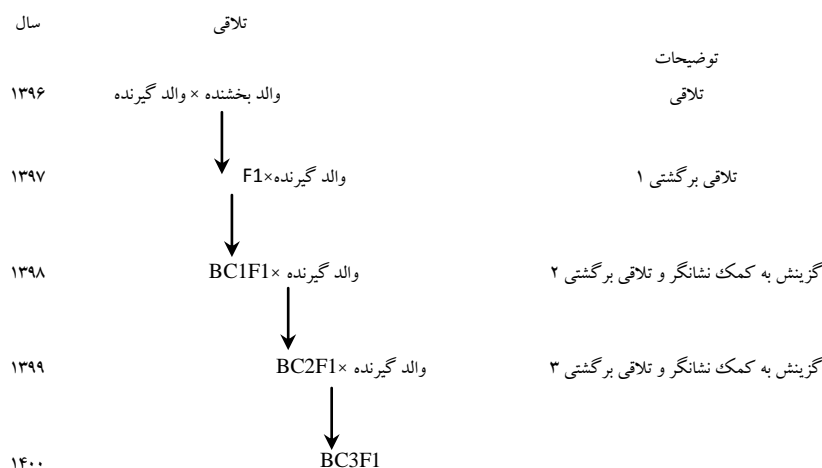 سال تلاقی
توضیحات
۱۳۹۶ والد بخشنده × والد گیرنده تلاقی
۱۳۹۷ F1×والد گیرنده تلاقی برگشتی ۱
۱۳۹۸ BC1F1× والد گیرنده گزینش به کمک نشانگر و تلاقی برگشتی ۲
۱۳۹۹ BC2F1× والد گیرنده گزینش به کمک نشانگر و تلاقی برگشتی ۳
۱۴۰۰ BC3F1